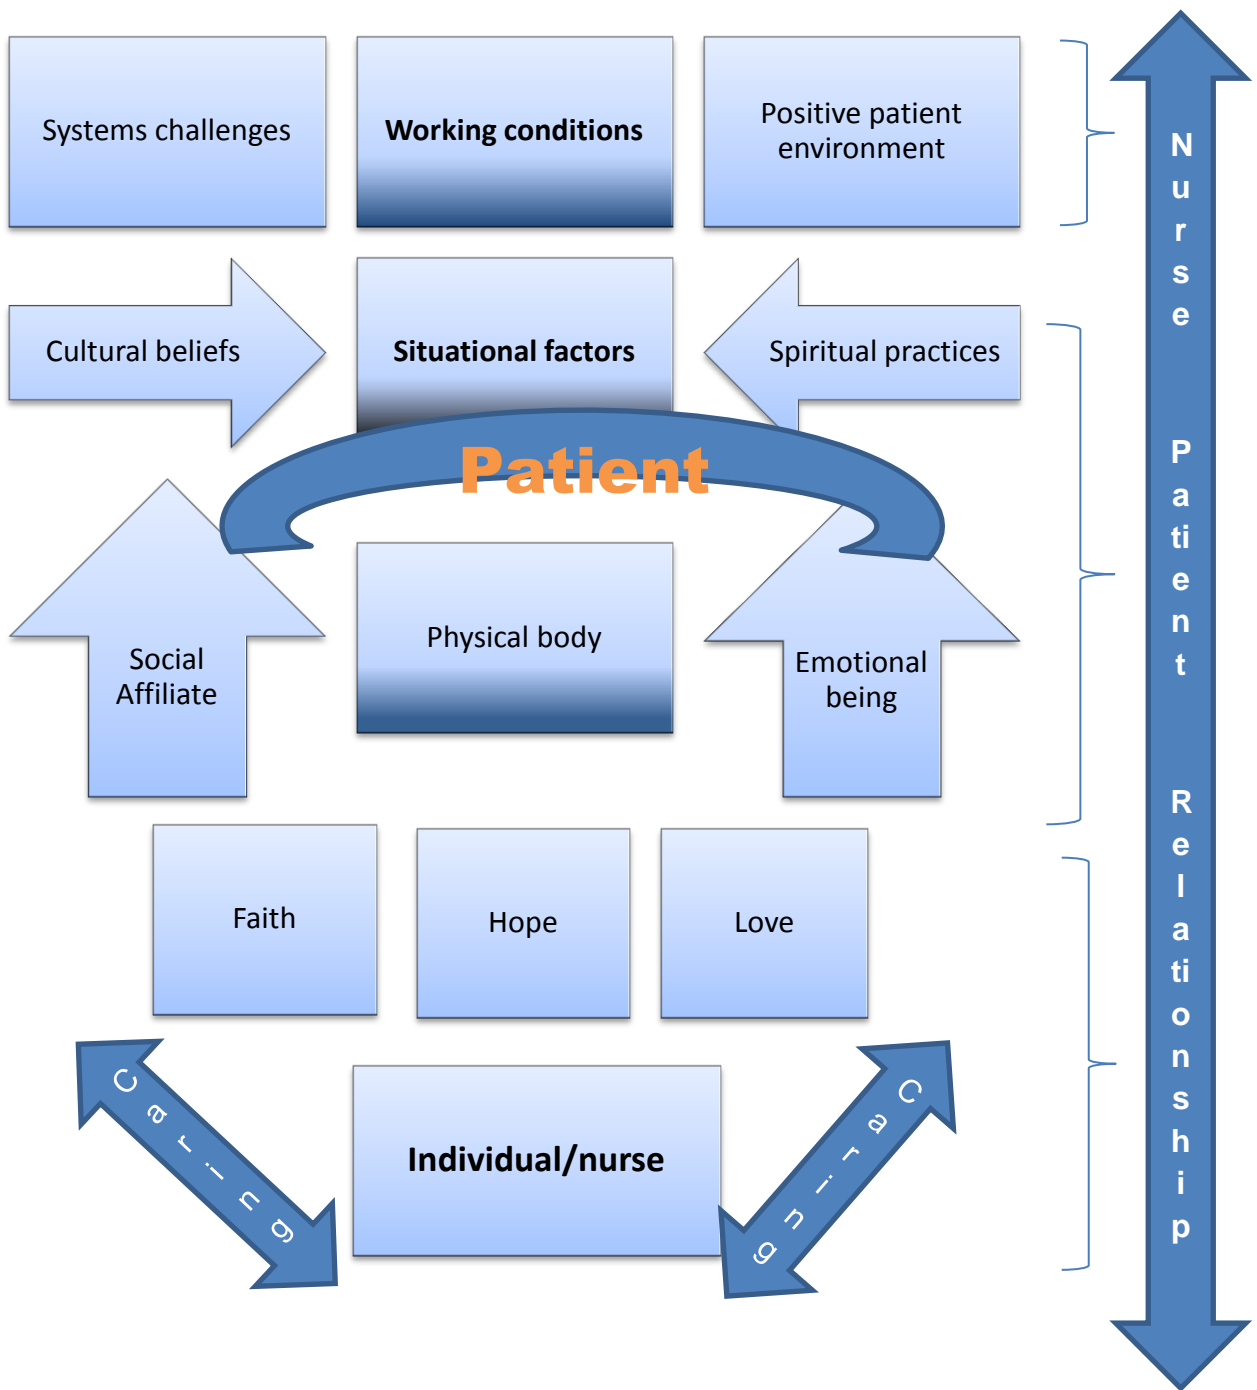 Systems challenges
Working conditions
Positive patient
environment
Cultural beliefs
Situational factors
Spiritual practices
Patient
Social
Affiliate
Physical body
Emotional
being
Faith
Hope
Love
Caring
Individual/nurse
Caring
Nurse Patient Relationship